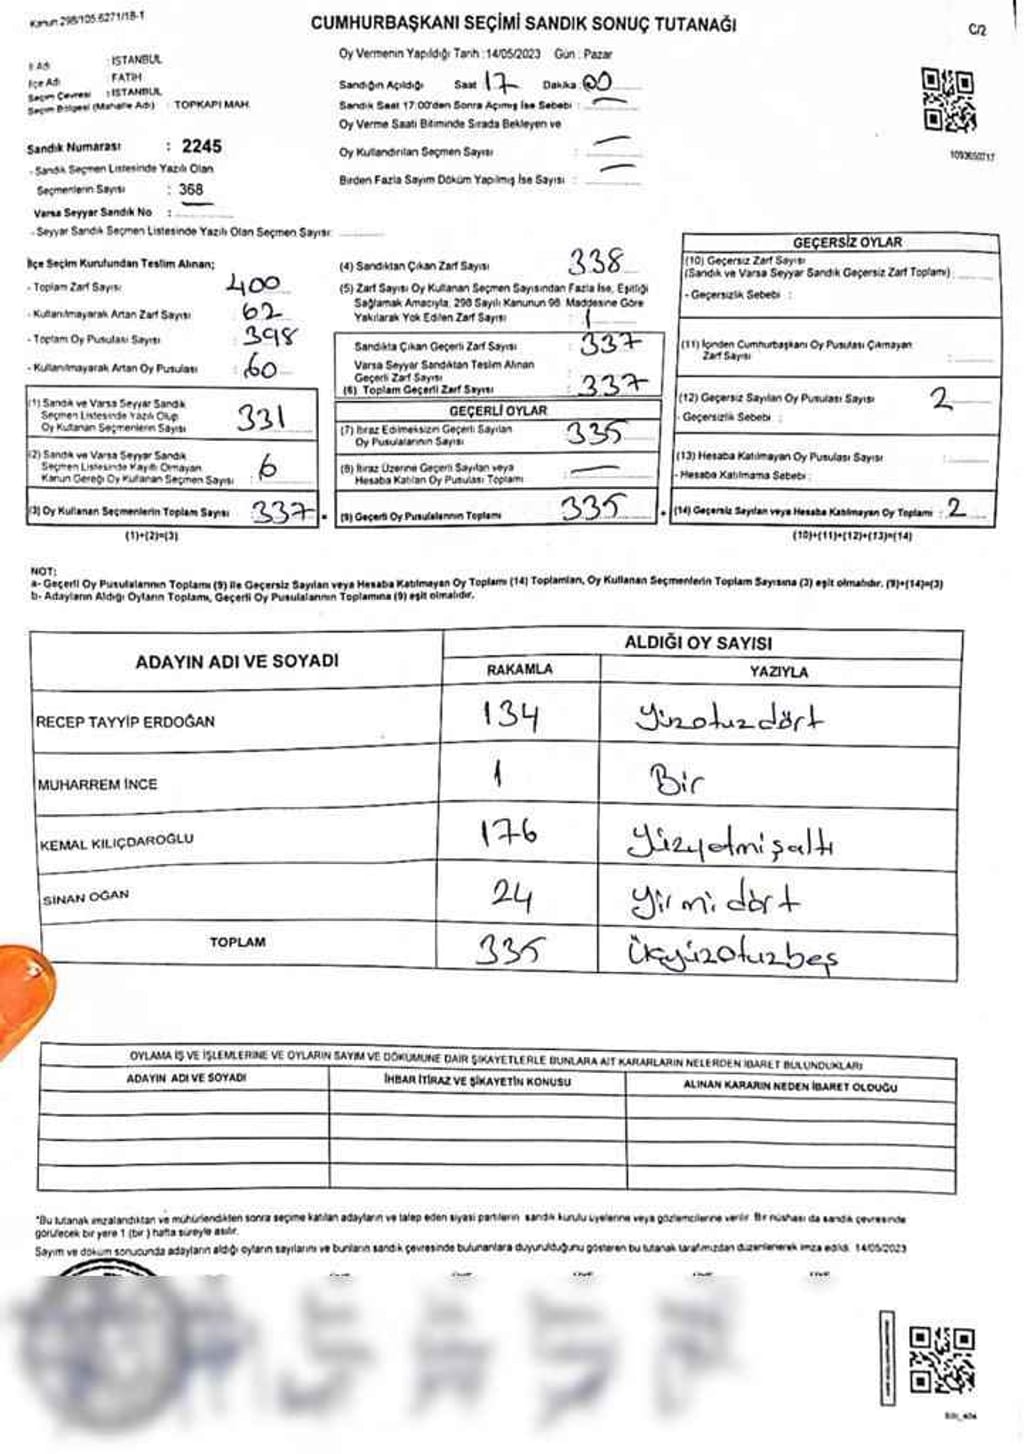 Kanun 298/105.6271/18-1
CUMHURBAŞKANI SEÇİMİ SANDIK SONUÇ TUTANAĞI
C/2
Oy Vermenin Yapıldığı Tarih :14/05/2023 Gün : Pazar
İl Adı : İSTANBUL
İlçe Adı : FATİH
Seçim Çevresi : İSTANBUL
Seçim Bölgesi (Mahalle Adı) : TOPKAPI MAH.
Sandığın Açıldığı Saat 17 Dakika 00
Sandık Saat 17:00'den Sonra Açımış İse Sebebi :
Oy Verme Saati Bitiminde Sırada Bekleyen ve
Oy Kullandırılan Seçmen Sayısı :
Birden Fazla Sayım Döküm Yapılmış İse Sayısı :
Sandık Numarası : 2245
- Sandık Seçmen Listesinde Yazılı Olan
Seçmenlerin Sayısı : 368
Varsa Seyyar Sandık No :
- Seyyar Sandık Seçmen Listesinde Yazılı Olan Seçmen Sayısı:
İlçe Seçim Kurulundan Teslim Alınan;
- Toplam Zarf Sayısı : 400
- Kullanılmayarak Artan Zarf Sayısı : 62
- Toplam Oy Pusulası Sayısı : 398
- Kullanılmayarak Artan Oy Pusulası : 60
(1) Sandık ve Varsa Seyyar Sandık
Seçmen Listesinde Yazılı Olup
Oy Kullanan Seçmenlerin Sayısı 331
(2) Sandık ve Varsa Seyyar Sandık
Seçmen Listesinde Kayıtlı Olmayan
Kanun Gereği Oy Kullanan Seçmen Sayısı : 6
(3) Oy Kullanan Seçmenlerin Toplam Sayısı : 337
(1)+(2)=(3)
(4) Sandıktan Çıkan Zarf Sayısı : 338
(5) Zarf Sayısı Oy Kullanan Seçmen Sayısından Fazla İse, Eşitliği
Sağlamak Amacıyla, 298 Sayılı Kanunun 98. Maddesine Göre
Yakılarak Yok Edilen Zarf Sayısı : 1
Sandıkta Çıkan Geçerli Zarf Sayısı : 337
Varsa Seyyar Sandıktan Teslim Alınan
Geçerli Zarf Sayısı
(6) Toplam Geçerli Zarf Sayısı : 337
GEÇERLİ OYLAR
(7) İtiraz Edilmeksizin Geçerli Sayılan
Oy Pusulalarının Sayısı : 335
(8) İtiraz Üzerine Geçerli Sayılan veya
Hesaba Katılan Oy Pusulası Toplamı :
(9) Geçerli Oy Pusulalarının Toplamı : 335
GEÇERSİZ OYLAR
(10) Geçersiz Zarf Sayısı
(Sandık ve Varsa Seyyar Sandık Geçersiz Zarf Toplamı) :
- Geçersizlik Sebebi :
(11) İçinden Cumhurbaşkanı Oy Pusulası Çıkmayan
Zarf Sayısı :
(12) Geçersiz Sayılan Oy Pusulası Sayısı : 2
- Geçersizlik Sebebi :
(13) Hesaba Katılmayan Oy Pusulası Sayısı :
- Hesaba Katılmama Sebebi :
(14) Geçersiz Sayılan veya Hesaba Katılmayan Oy Toplamı : 2
(10)+(11)+(12)+(13)=(14)
NOT:
a- Geçerli Oy Pusulalarının Toplamı (9) ile Geçersiz Sayılan veya Hesaba Katılmayan Oy Toplamı (14) Toplamları, Oy Kullanan Seçmenlerin Toplam Sayısına (3) eşit olmalıdır. (9)+(14)=(3)
b- Adayların Aldığı Oyların Toplamı, Geçerli Oy Pusulalarının Toplamına (9) eşit olmalıdır.
ADAYIN ADI VE SOYADI
ALDIĞI OY SAYISI
RAKAMLA YAZIYLA
RECEP TAYYİP ERDOĞAN 134 Yüzotuzdört
MUHARREM İNCE 1 Bir
KEMAL KILIÇDAROĞLU 176 Yüzyetmişaltı
SİNAN OĞAN 24 Yirmi dört
TOPLAM 335 Üçyüzotuzbeş
OYLAMA İŞ VE İŞLEMLERİNE VE OYLARIN SAYIM VE DÖKÜMÜNE DAİR ŞİKAYETLERLE BUNLARA AİT KARARLARIN NELERDEN İBARET BULUNDUKLARI
ADAYIN ADI VE SOYADI İHBAR İTİRAZ VE ŞİKAYETİN KONUSU ALINAN KARARIN NEDEN İBARET OLDUĞU
*Bu tutanak imzalandıktan ve mühürlendikten sonra seçime katılan adayların ve talep eden siyasi partilerin sandık kurulu üyelerine veya gözlemcilerine verilir. Bir nüshası da sandık çevresinde
görülecek bir yere 1 (bir) hafta süreyle asılır.
Sayım ve döküm sonucunda adayların aldığı oyların sayılarını ve bunların sandık çevresinde bulunanlara duyurulduğunu gösteren bu tutanak tarafımızdan düzenlenerek imza edildi. 14/05/2023